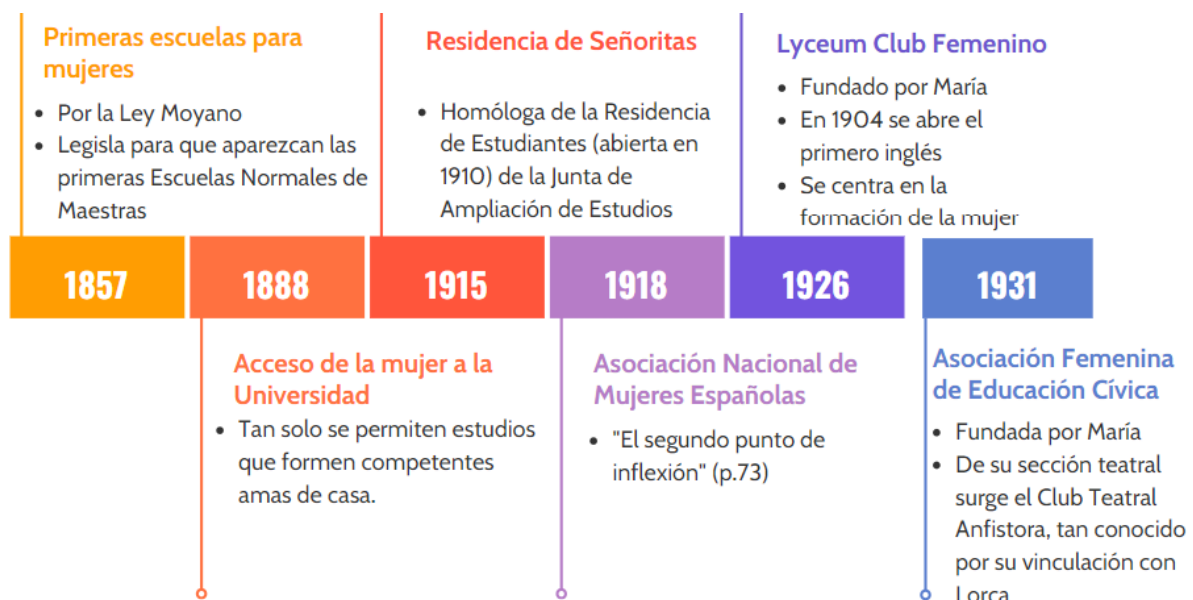 Primeras escuelas para
mujeres
• Por la Ley Moyano
• Legisla para que aparezcan las
primeras Escuelas Normales de
Maestras
Residencia de Señoritas
• Homóloga de la Residencia
de Estudiantes (abierta en
1910) de la Junta de
Ampliación de Estudios
Lyceum Club Femenino
• Fundado por María
• En 1904 se abre el
primero inglés
• Se centra en la
formación de la mujer
1857
1888
1915
1918
1926
1931
Acceso de la mujer a la
Universidad
• Tan solo se permiten estudios
que formen competentes
amas de casa.
Asociación Nacional de
Mujeres Españolas
• "El segundo punto de
inflexión" (p.73)
Asociación Femenina
de Educación Cívica
• Fundada por María
• De su sección teatral
surge el Club Teatral
Anfistora, tan conocido
por su vinculación con
Lorca